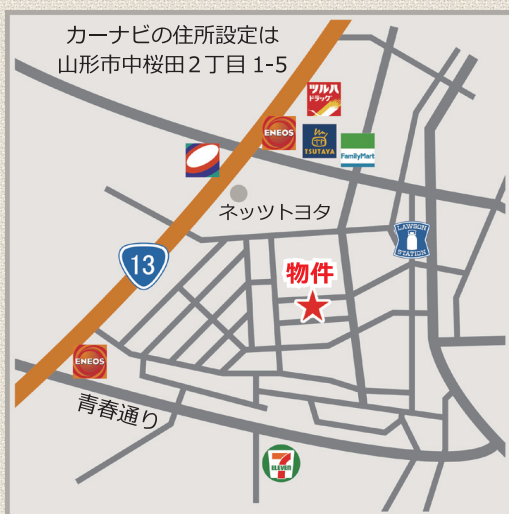 カーナビの住所設定は
山形市中桜田2丁目1-5
ツルハ
ドラッグ
ENEOS
TSUTAYA
FamilyMart
ネッツトヨタ
LAWSON
STATION
13
物件
ENEOS
青春通り
7
ELEVEN